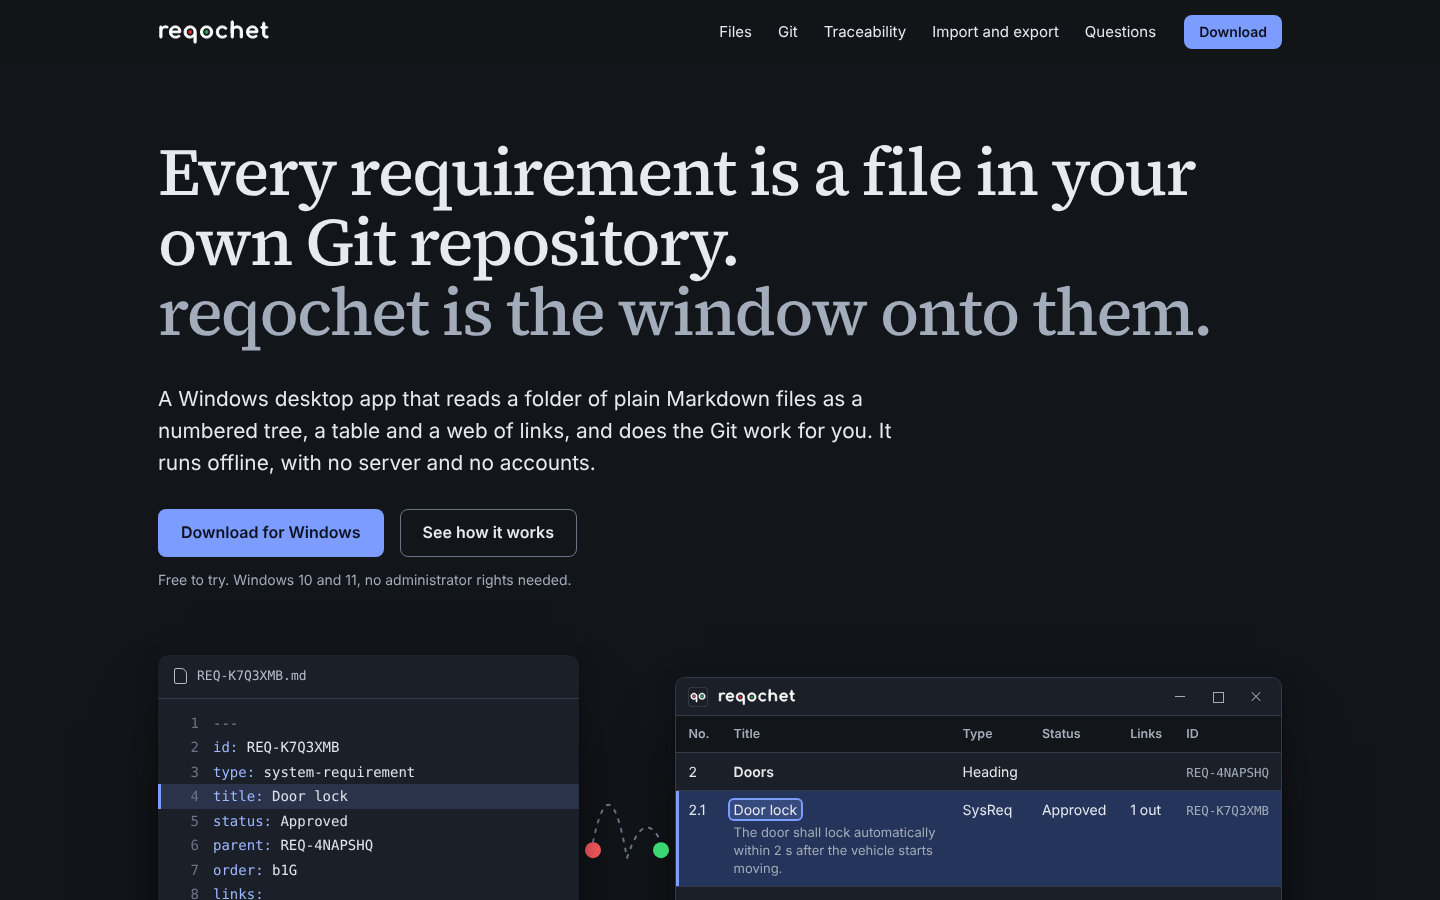 reqochet
Files Git Traceability Import and export Questions Download
Every requirement is a file in your
own Git repository.
reqochet is the window onto them.
A Windows desktop app that reads a folder of plain Markdown files as a
numbered tree, a table and a web of links, and does the Git work for you. It
runs offline, with no server and no accounts.
Download for Windows See how it works
Free to try. Windows 10 and 11, no administrator rights needed.
REQ-K7Q3XMB.md
1 ---
2 id: REQ-K7Q3XMB
3 type: system-requirement
4 title: Door lock
5 status: Approved
6 parent: REQ-4NAPSHQ
7 order: b1G
8 links:
qo reqochet
No. Title Type Status Links ID
2 Doors Heading REQ-4NAPSHQ
2.1 Door lock SysReq Approved 1 out REQ-K7Q3XMB
The door shall lock automatically
within 2 s after the vehicle starts
moving.